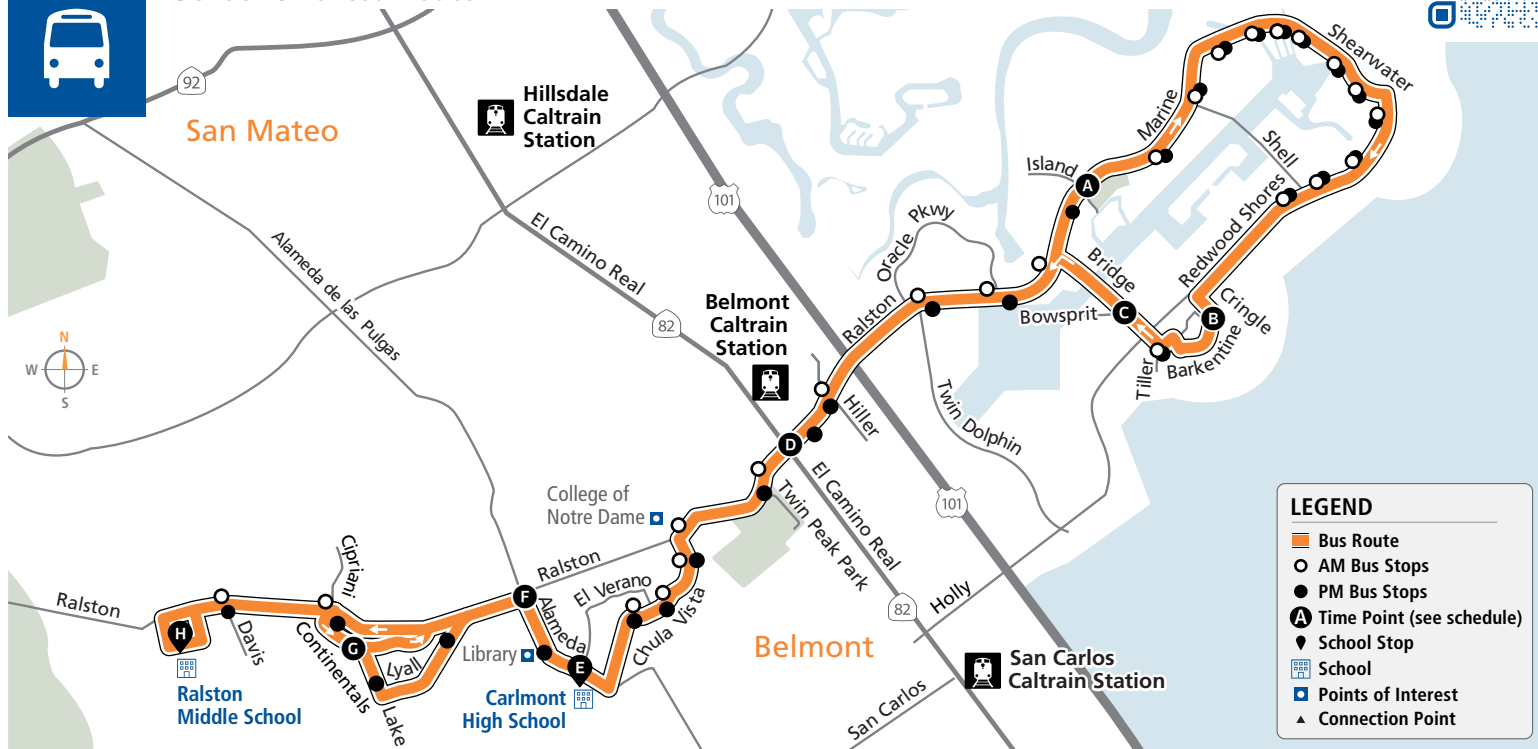 92
San Mateo
Hillsdale
Caltrain
Station
101
Marine
Shearwater
Shell
Island
A
Oracle Pkwy
Redwood Shores
Bridge
Cringle
B
Bowsprit
C
Barkentine
Tiller
El Camino Real
Alameda de las Pulgas
82
Belmont
Caltrain
Station
Ralston
Hiller
Twin Dolphin
N
W
E
S
D
El Camino Real
Twin Peak Park
101
College of
Notre Dame
Ralston
El Verano
Chula Vista
82
Holly
Belmont
San Carlos
Caltrain Station
San Carlos
Cipriani
Ralston
F
Alameda
H
Davis
Continentals
G
Lyall
Lake
Library
E
Ralston
Middle School
Carlmont
High School
LEGEND
Bus Route
AM Bus Stops
PM Bus Stops
A Time Point (see schedule)
School Stop
School
Points of Interest
Connection Point